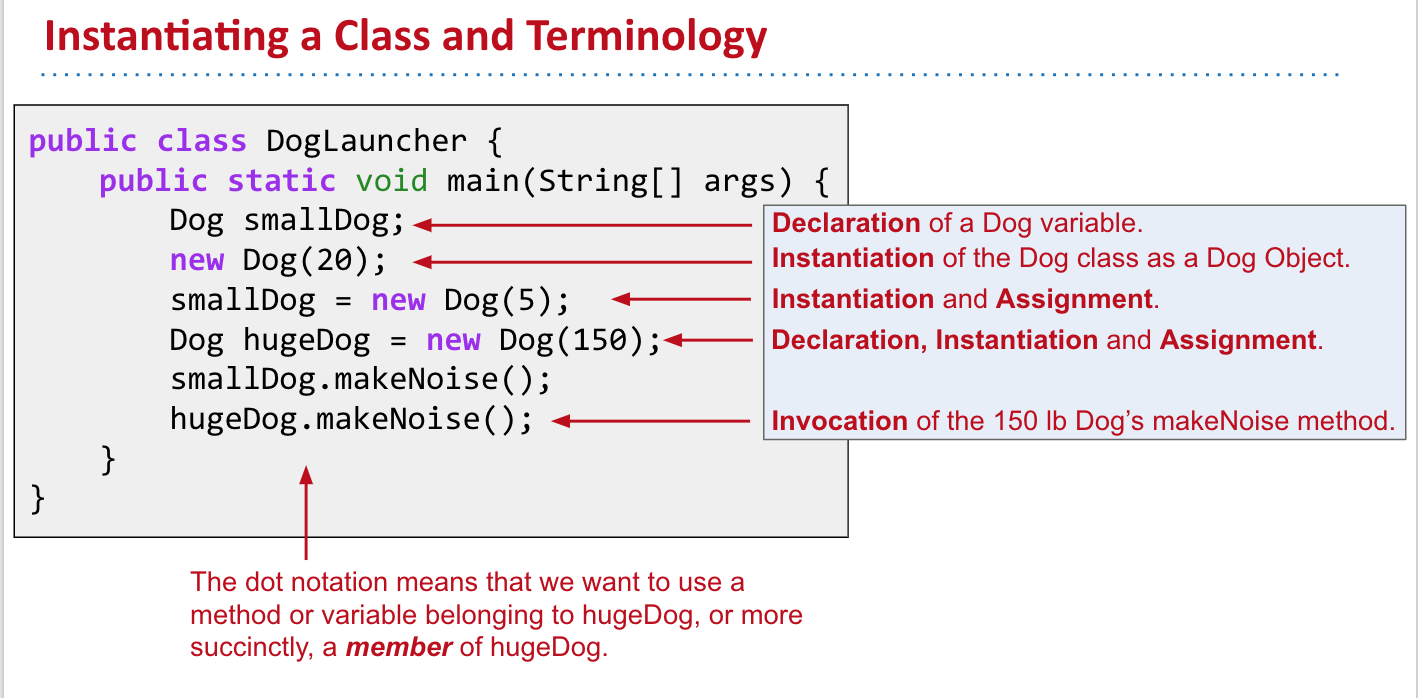 Instantiating a Class and Terminology
public class DogLauncher {
public static void main(String[] args) {
Dog smallDog;
Declaration of a Dog variable.
new Dog(20);
Instantiation of the Dog class as a Dog Object.
smallDog = new Dog(5);
Instantiation and Assignment.
Dog hugeDog = new Dog(150);
Declaration, Instantiation and Assignment.
smallDog.makeNoise();
hugeDog.makeNoise();
Invocation of the 150 lb Dog’s makeNoise method.
}
}
The dot notation means that we want to use a
method or variable belonging to hugeDog, or more
succinctly, a member of hugeDog.